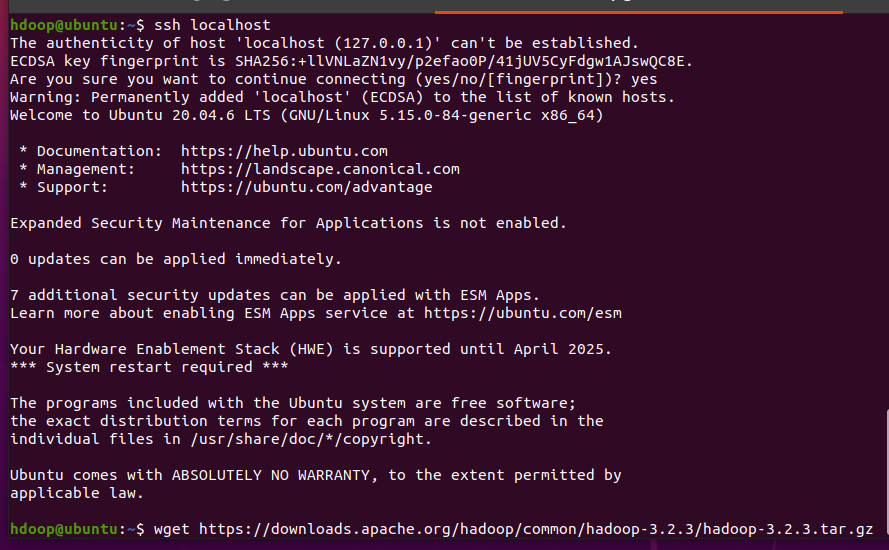 hdoop@ubuntu:~$ ssh localhost
The authenticity of host 'localhost (127.0.0.1)' can't be established.
ECDSA key fingerprint is SHA256:+llVNLaZN1vy/p2efao0P/41jUV5CyFdgw1AJswQC8E.
Are you sure you want to continue connecting (yes/no/[fingerprint])? yes
Warning: Permanently added 'localhost' (ECDSA) to the list of known hosts.
Welcome to Ubuntu 20.04.6 LTS (GNU/Linux 5.15.0-84-generic x86_64)
* Documentation:  https://help.ubuntu.com
* Management:     https://landscape.canonical.com
* Support:        https://ubuntu.com/advantage
Expanded Security Maintenance for Applications is not enabled.
0 updates can be applied immediately.
7 additional security updates can be applied with ESM Apps.
Learn more about enabling ESM Apps service at https://ubuntu.com/esm
Your Hardware Enablement Stack (HWE) is supported until April 2025.
*** System restart required ***
The programs included with the Ubuntu system are free software;
the exact distribution terms for each program are described in the
individual files in /usr/share/doc/*/copyright.
Ubuntu comes with ABSOLUTELY NO WARRANTY, to the extent permitted by
applicable law.
hdoop@ubuntu:~$ wget https://downloads.apache.org/hadoop/common/hadoop-3.2.3/hadoop-3.2.3.tar.gz